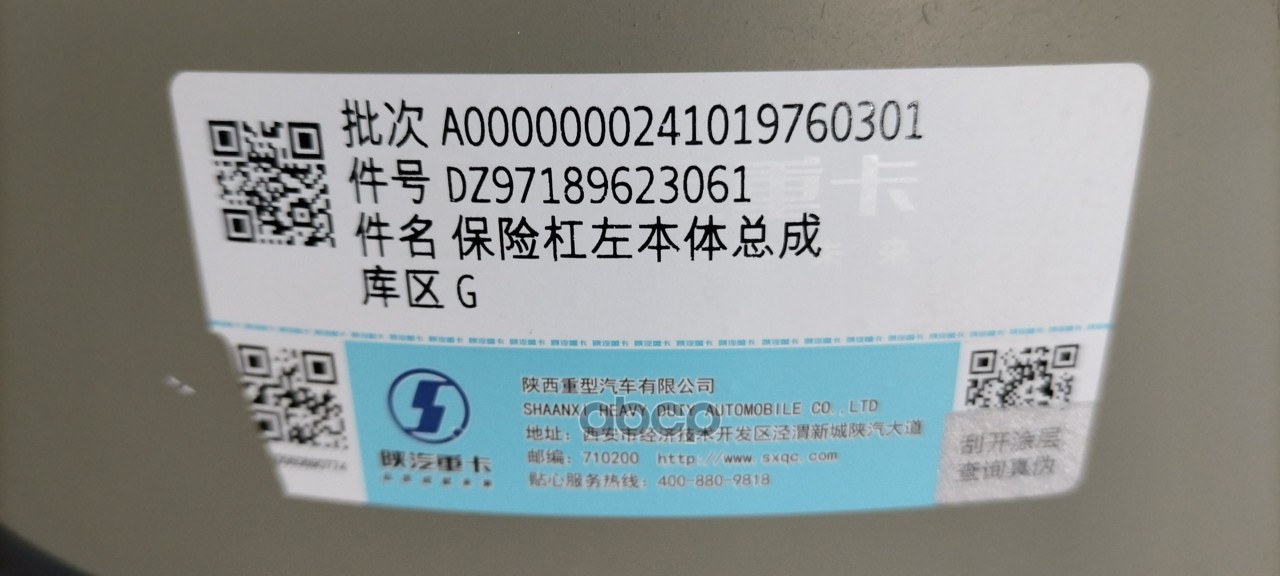 批次 A0000000241019760301
件号 DZ97189623061
件名 保险杠左本体总成
库区 G
陕汽重卡
陕西重型汽车有限公司
SHAANXI HEAVY DUTY AUTOMOBILE CO.,LTD
地址：西安市经济技术开发区泾渭新城陕汽大道
邮编：710200 http://www.sxqc.com
贴心服务热线：400-880-9818
刮开涂层
查询真伪
abcp